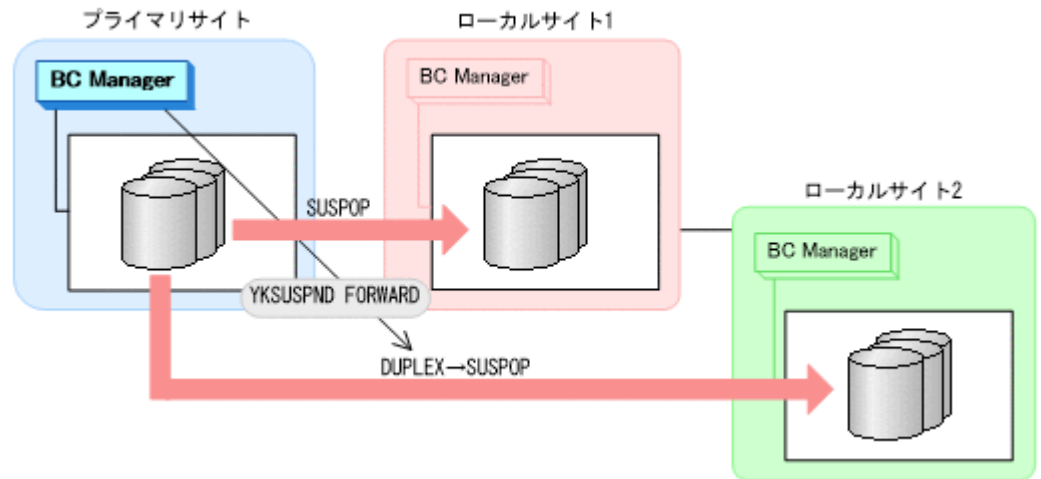 プライマリサイト
ローカルサイト1
BC Manager
BC Manager
SUSPOP
ローカルサイト2
BC Manager
YKSUSPND FORWARD
DUPLEX→SUSPOP